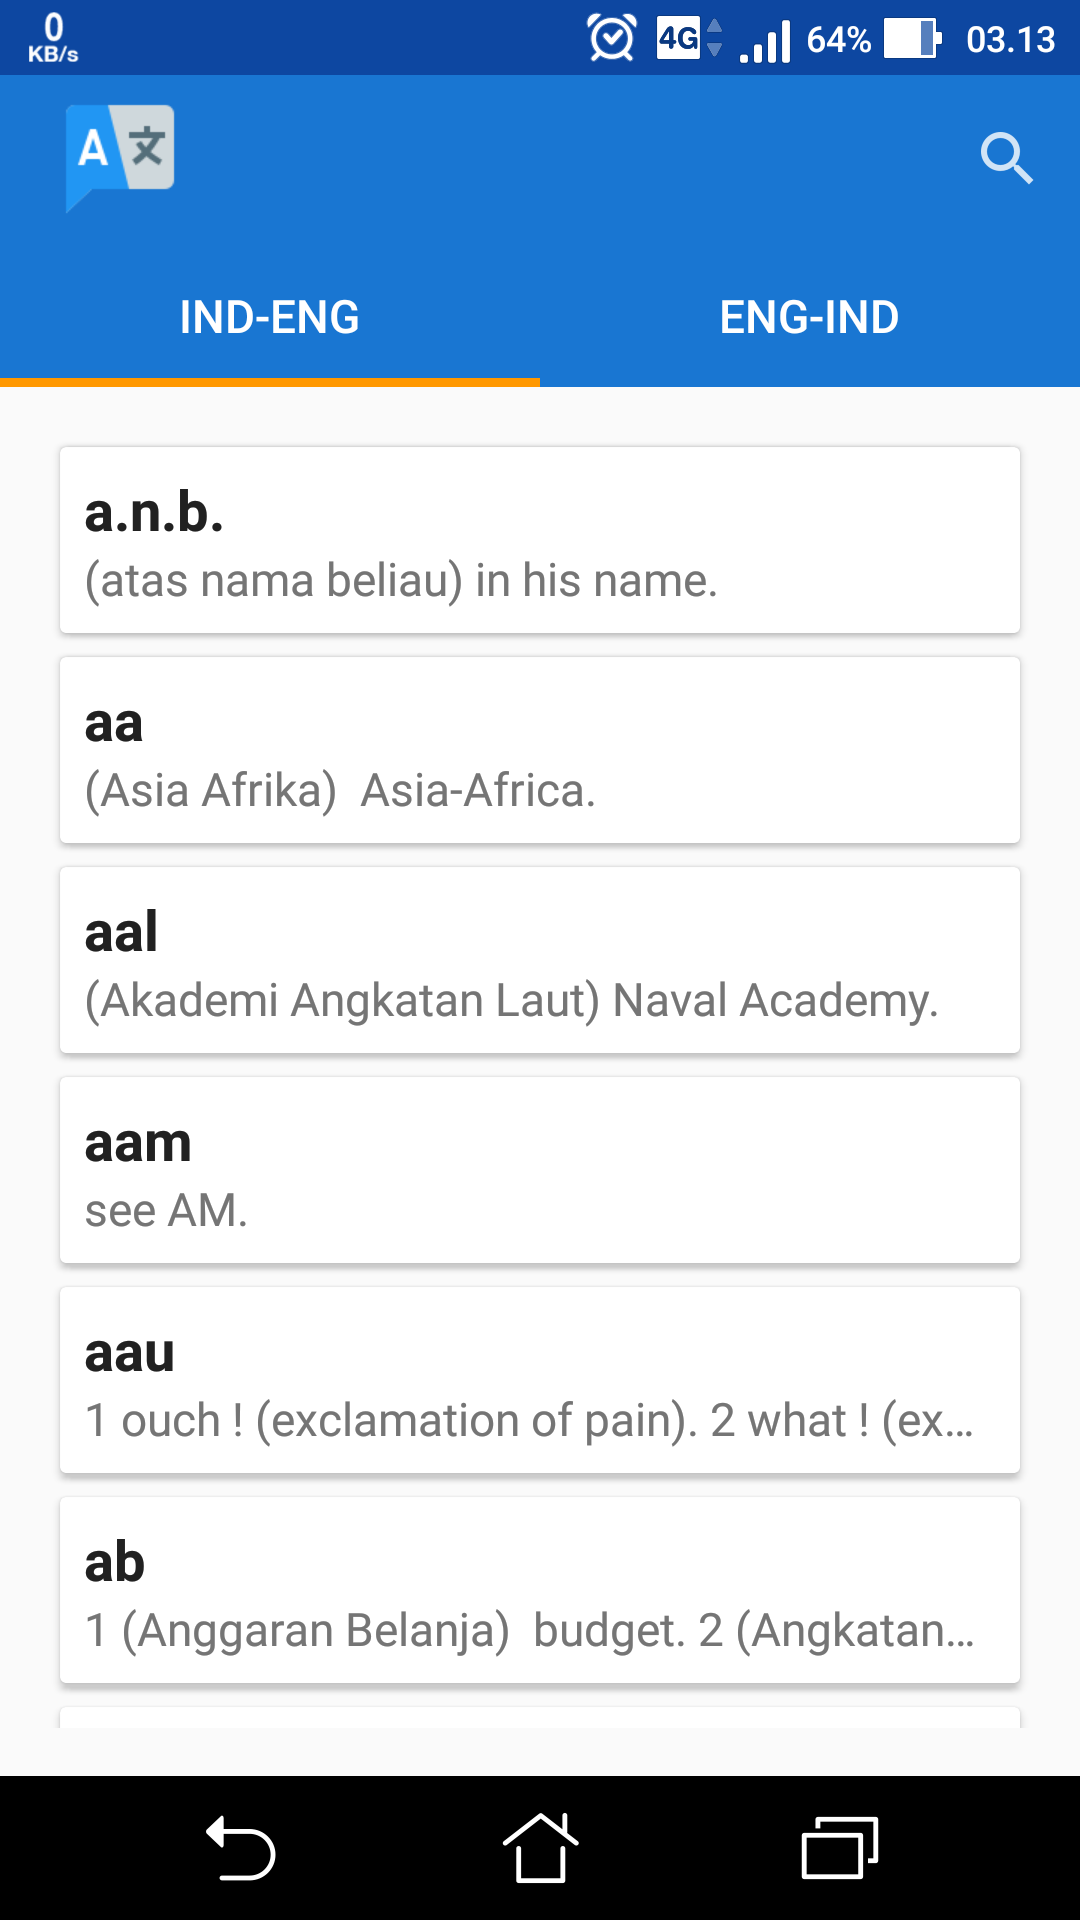 0
KB/s
4G
64%
03.13
A 文
IND-ENG
ENG-IND
a.n.b.
(atas nama beliau) in his name.
aa
(Asia Afrika)  Asia-Africa.
aal
(Akademi Angkatan Laut) Naval Academy.
aam
see AM.
aau
1 ouch ! (exclamation of pain). 2 what ! (ex...
ab
1 (Anggaran Belanja)  budget. 2 (Angkatan...